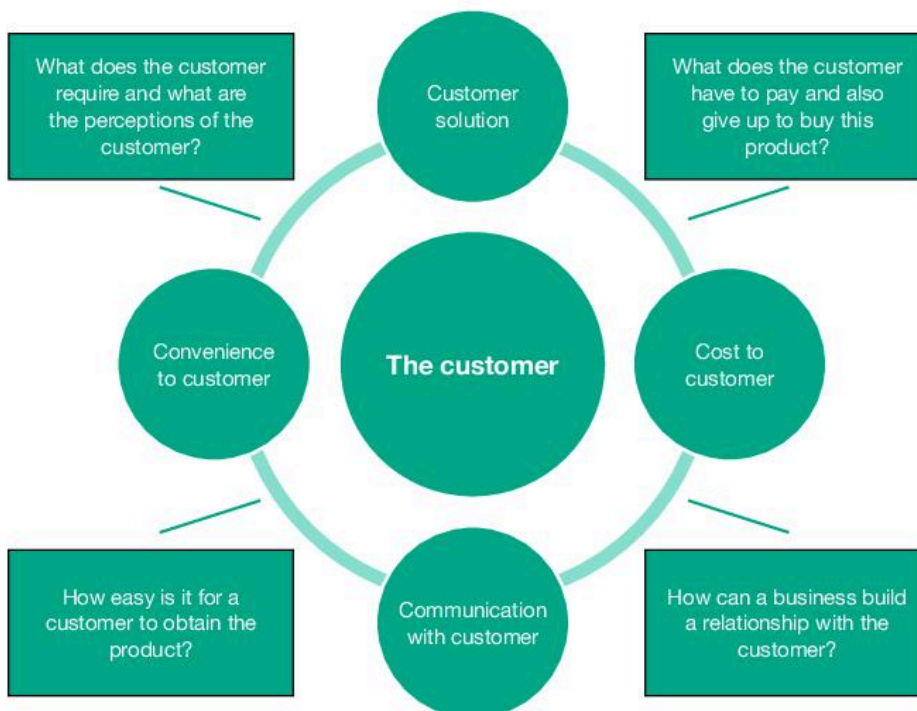 What does the customer
require and what are
the perceptions of the
customer?
Customer
solution
What does the customer
have to pay and also
give up to buy this
product?
Convenience
to customer
The customer
Cost to
customer
How easy is it for a
customer to obtain the
product?
Communication
with customer
How can a business build
a relationship with the
customer?